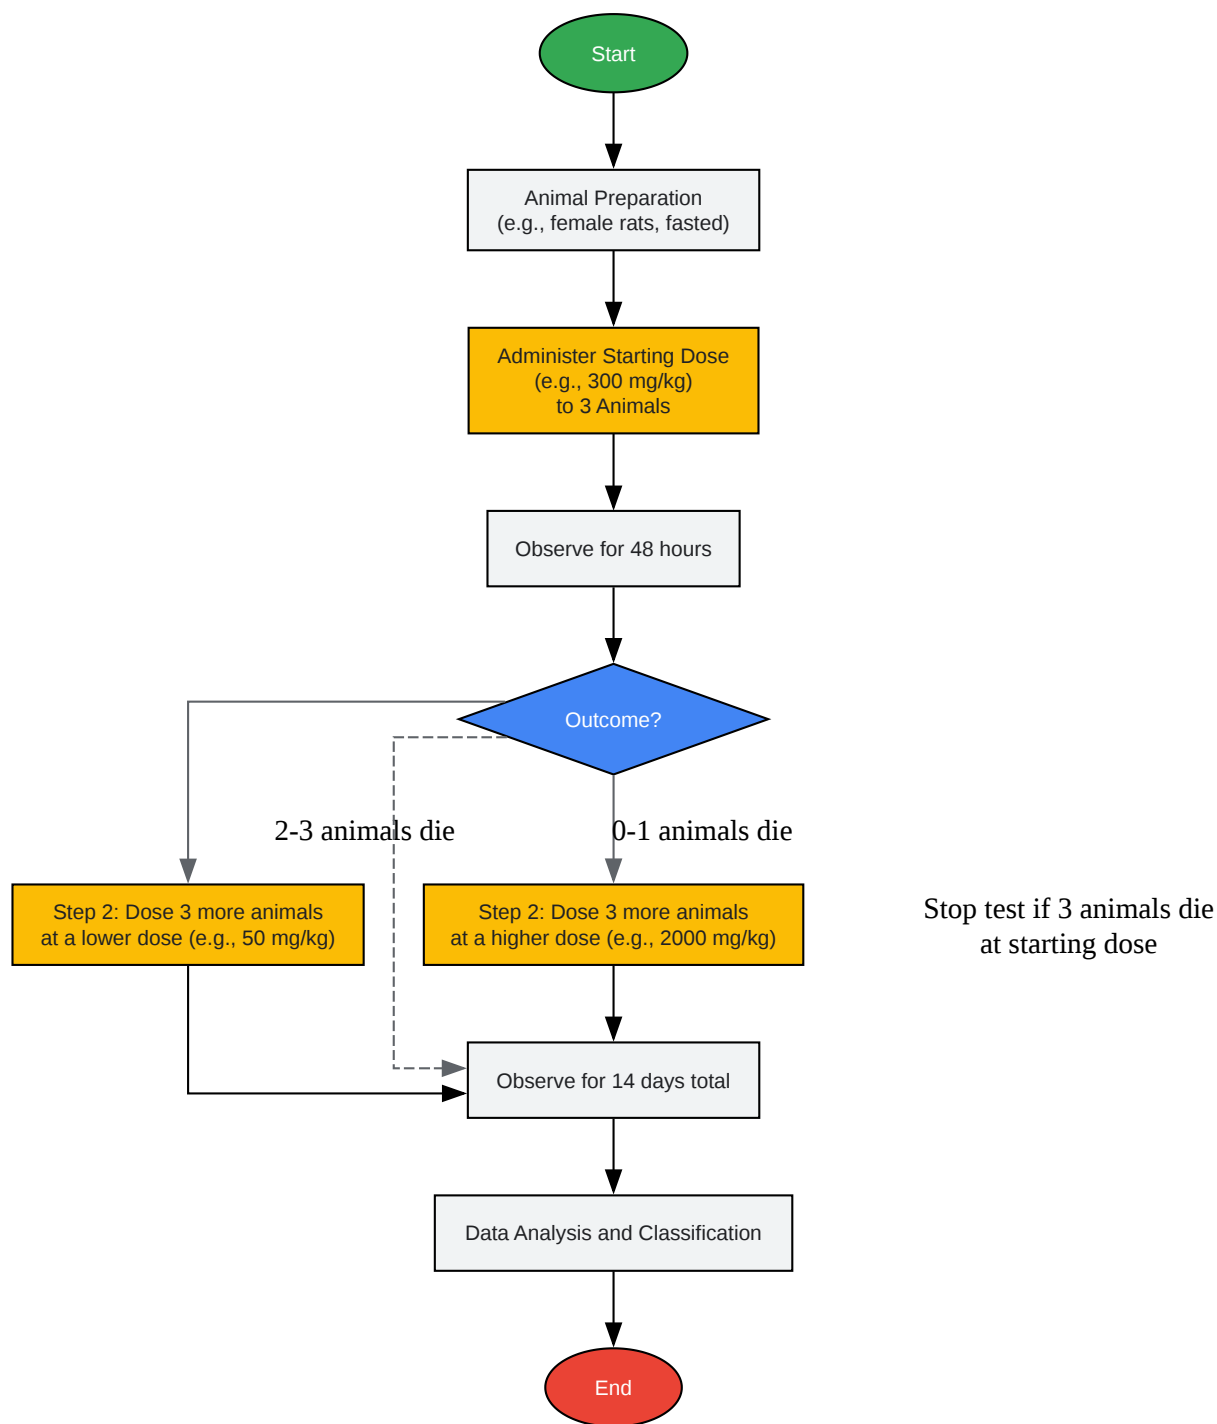 Start
Animal Preparation
(e.g., female rats, fasted)
Administer Starting Dose
(e.g., 300 mg/kg)
to 3 Animals
Observe for 48 hours
Outcome?
2-3 animals die
0-1 animals die
Step 2: Dose 3 more animals
at a lower dose (e.g., 50 mg/kg)
Step 2: Dose 3 more animals
at a higher dose (e.g., 2000 mg/kg)
Stop test if 3 animals die
at starting dose
Observe for 14 days total
Data Analysis and Classification
End